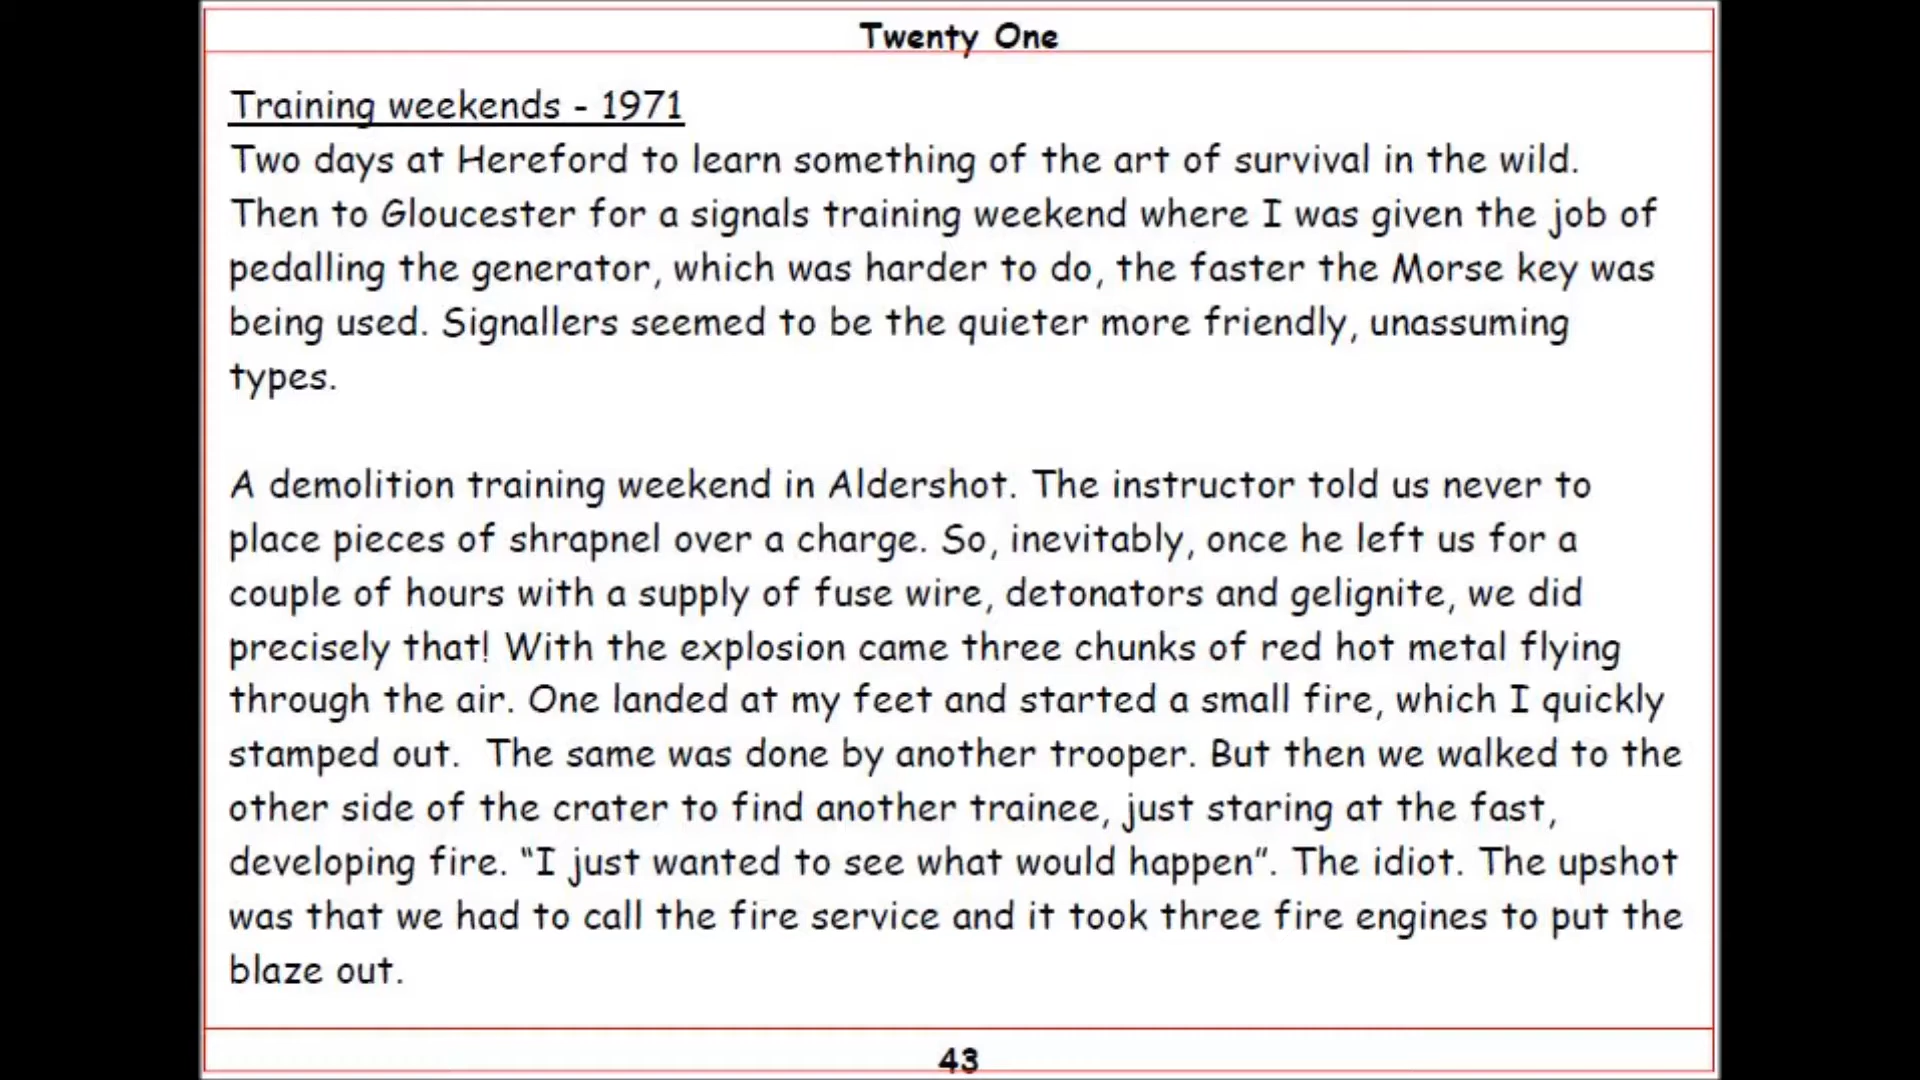 Twenty One
Training weekends - 1971
Two days at Hereford to learn something of the art of survival in the wild.
Then to Gloucester for a signals training weekend where I was given the job of
pedalling the generator, which was harder to do, the faster the Morse key was
being used. Signallers seemed to be the quieter more friendly, unassuming
types.
A demolition training weekend in Aldershot. The instructor told us never to
place pieces of shrapnel over a charge. So, inevitably, once he left us for a
couple of hours with a supply of fuse wire, detonators and gelignite, we did
precisely that! With the explosion came three chunks of red hot metal flying
through the air. One landed at my feet and started a small fire, which I quickly
stamped out.  The same was done by another trooper. But then we walked to the
other side of the crater to find another trainee, just staring at the fast,
developing fire. “I just wanted to see what would happen”. The idiot. The upshot
was that we had to call the fire service and it took three fire engines to put the
blaze out.
43